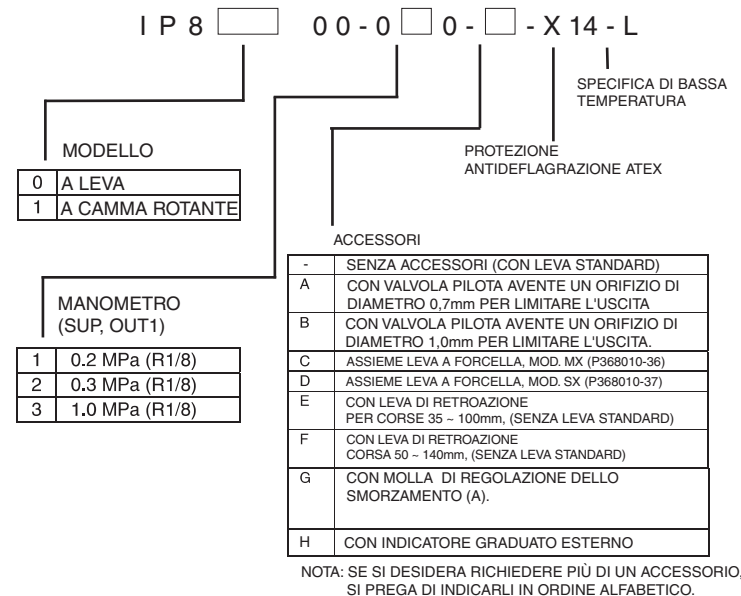 IP8 00-0 0- -X14-L
SPECIFICA DI BASSA
TEMPERATURA
PROTEZIONE
ANTIDEFLAGRAZIONE ATEX
MODELLO
0 A LEVA
1 A CAMMA ROTANTE
MANOMETRO
(SUP, OUT1)
1 0.2 MPa (R1/8)
2 0.3 MPa (R1/8)
3 1.0 MPa (R1/8)
ACCESSORI
- SENZA ACCESSORI (CON LEVA STANDARD)
A CON VALVOLA PILOTA AVENTE UN ORIFIZIO DI
DIAMETRO 0,7mm PER LIMITARE L'USCITA
B CON VALVOLA PILOTA AVENTE UN ORIFIZIO DI
DIAMETRO 1,0mm PER LIMITARE L'USCITA.
C ASSIEME LEVA A FORCELLA, MOD. MX (P368010-36)
D ASSIEME LEVA A FORCELLA, MOD. SX (P368010-37)
E CON LEVA DI RETROAZIONE
PER CORSE 35 ~ 100mm, (SENZA LEVA STANDARD)
F CON LEVA DI RETROAZIONE
CORSA 50 ~ 140mm, (SENZA LEVA STANDARD)
G CON MOLLA DI REGOLAZIONE DELLO
SMORZAMENTO (A).
H CON INDICATORE GRADUATO ESTERNO
NOTA: SE SI DESIDERA RICHIEDERE PIÙ DI UN ACCESSORIO,
SI PREGA DI INDICARLI IN ORDINE ALFABETICO.